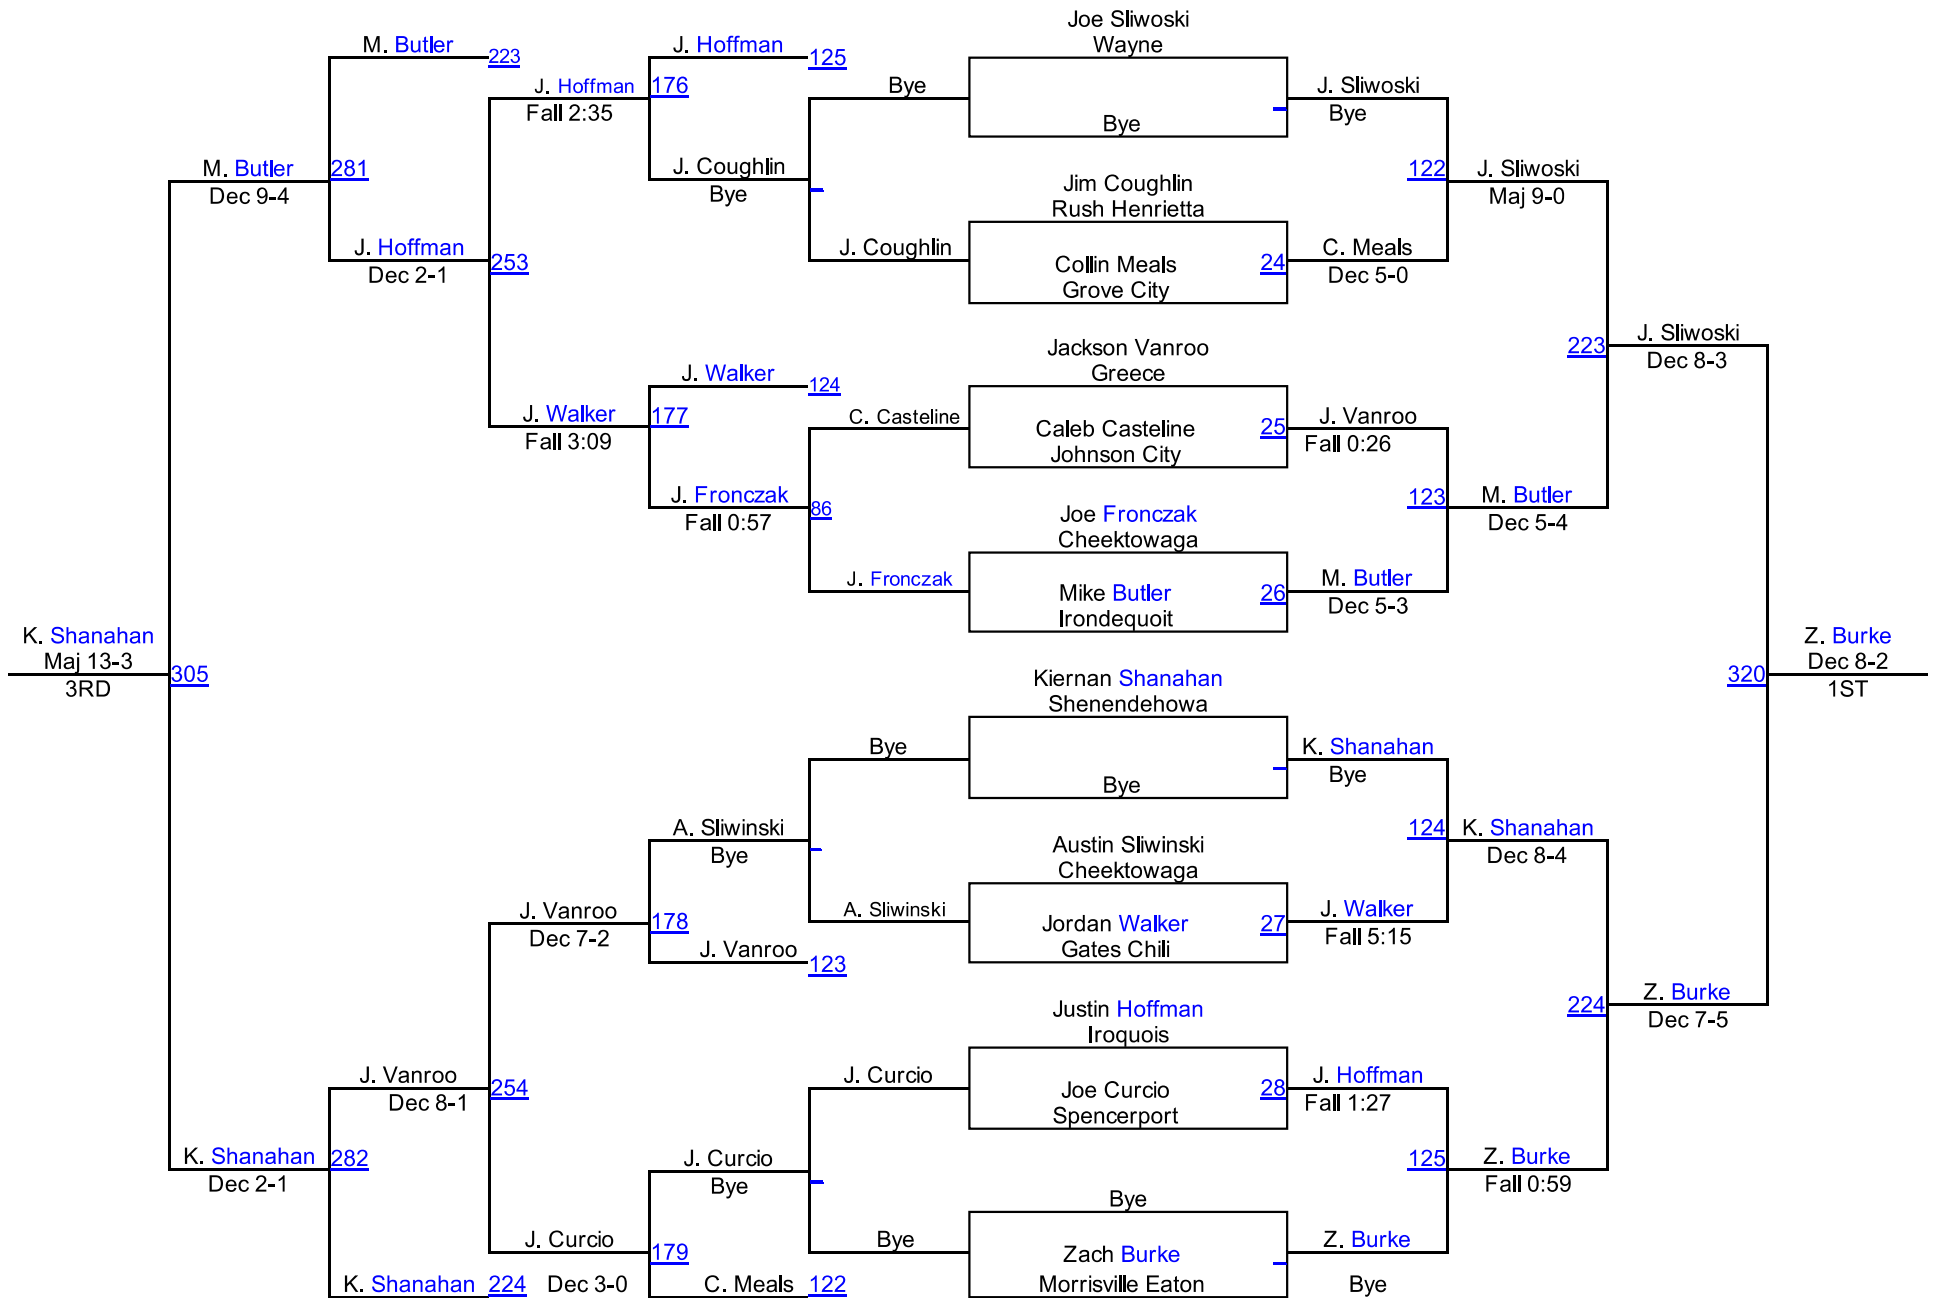 Joe Sliwoski
M. Butler
J. Hoffman
Wayne
223
125
J. Hoffman
176
Bye
J. Sliwoski
Fall 2:35
Bye
Bye
M. Butler
281
J. Coughlin
122
J. Sliwoski
Dec 9-4
Bye
Jim Coughlin
Maj 9-0
Rush Henrietta
J. Hoffman
253
J. Coughlin
Collin Meals
24
C. Meals
Dec 2-1
Grove City
Dec 5-0
Jackson Vanroo
223
J. Sliwoski
Greece
Dec 8-3
J. Walker
124
J. Walker
177
C. Casteline
Caleb Casteline
25
J. Vanroo
Fall 3:09
Johnson City
Fall 0:26
J. Fronczak
86
Joe Fronczak
123
M. Butler
Fall 0:57
Cheektowaga
Dec 5-4
J. Fronczak
Mike Butler
26
M. Butler
Irondequoit
Dec 5-3
K. Shanahan
Z. Burke
Maj 13-3
305
Kiernan Shanahan
320
Dec 8-2
3RD
Shenendehowa
1ST
Bye
K. Shanahan
Bye
Bye
A. Sliwinski
124
K. Shanahan
Bye
Austin Sliwinski
Dec 8-4
Cheektowaga
J. Vanroo
178
A. Sliwinski
Jordan Walker
27
J. Walker
Dec 7-2
Gates Chili
Fall 5:15
J. Vanroo
123
Justin Hoffman
224
Z. Burke
Iroquois
Dec 7-5
J. Vanroo
254
J. Curcio
Joe Curcio
28
J. Hoffman
Dec 8-1
Spencerport
Fall 1:27
K. Shanahan
282
J. Curcio
125
Z. Burke
Dec 2-1
Bye
Bye
Fall 0:59
J. Curcio
179
Bye
Zach Burke
Z. Burke
K. Shanahan
224
Dec 3-0
C. Meals
122
Morrisville Eaton
Bye